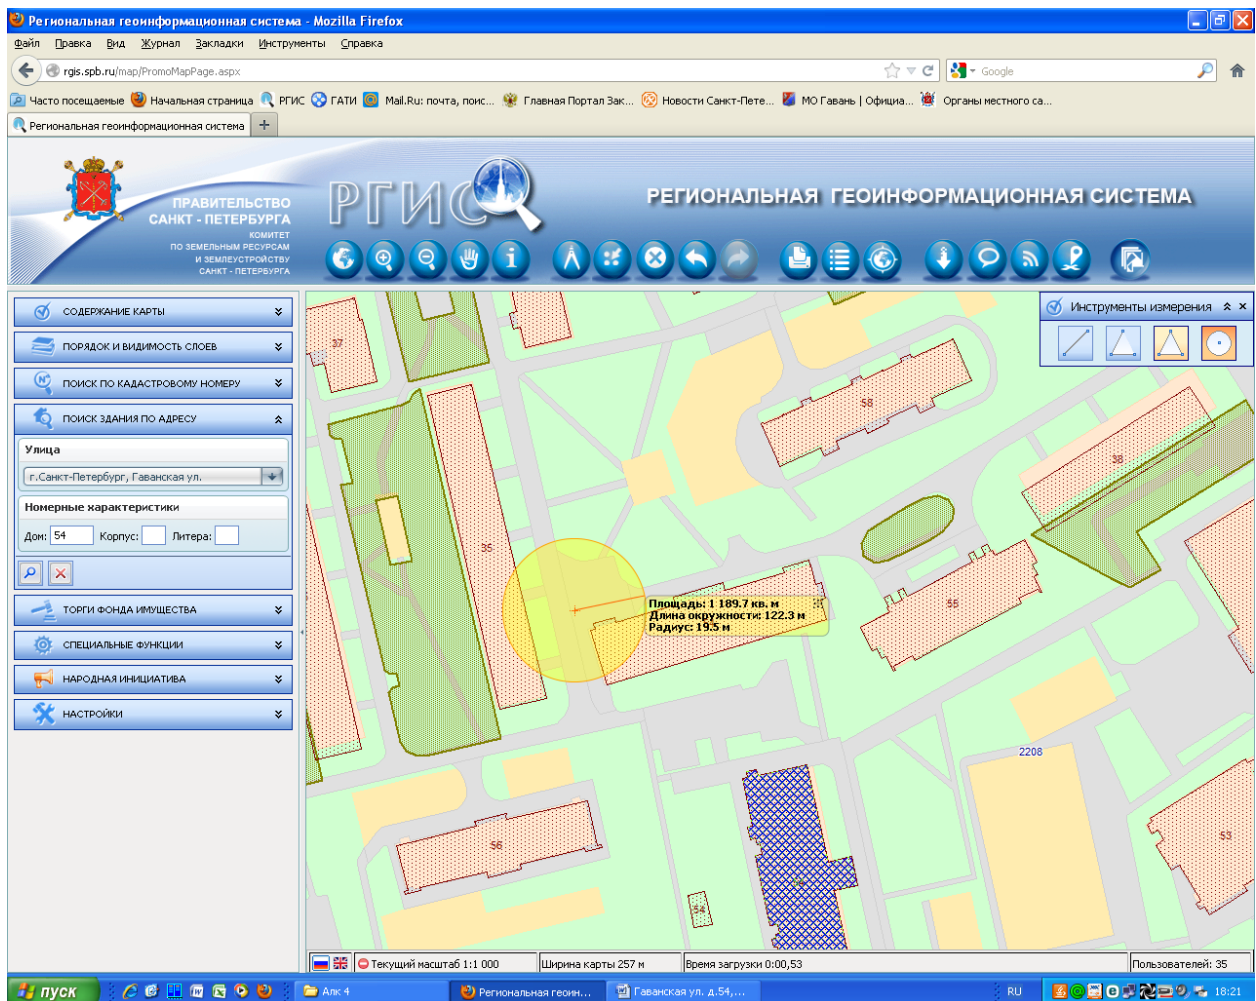 Региональная геоинформационная система - Mozilla Firefox
Файл Правка Вид Журнал Закладки Инструменты Справка
rgis.spb.ru/map/PromoMapPage.aspx
Google
Часто посещаемые Начальная страница РГИС ГАТИ Mail.Ru: почта, поис... Главная Портал Зак... Новости Санкт-Пете... МО Гавань | Официа... Органы местного са...
Региональная геоинформационная система +
ПРАВИТЕЛЬСТВО
САНКТ - ПЕТЕРБУРГА
КОМИТЕТ
ПО ЗЕМЕЛЬНЫМ РЕСУРСАМ
И ЗЕМЛЕУСТРОЙСТВУ
САНКТ - ПЕТЕРБУРГА
РГИС
РЕГИОНАЛЬНАЯ ГЕОИНФОРМАЦИОННАЯ СИСТЕМА
СОДЕРЖАНИЕ КАРТЫ
ПОРЯДОК И ВИДИМОСТЬ СЛОЕВ
ПОИСК ПО КАДАСТРОВОМУ НОМЕРУ
ПОИСК ЗДАНИЯ ПО АДРЕСУ
Улица
г.Санкт-Петербург, Гаванская ул.
Номерные характеристики
Дом: 54 Корпус: Литера:
ТОРГИ ФОНДА ИМУЩЕСТВА
СПЕЦИАЛЬНЫЕ ФУНКЦИИ
НАРОДНАЯ ИНИЦИАТИВА
НАСТРОЙКИ
Инструменты измерения
37
58
38
35
Площадь: 1 189.7 кв. м
Длина окружности: 122.3 м
Радиус: 19.5 м
55
2208
56
53
54
Текущий масштаб 1:1 000
Ширина карты 257 м
Время загрузки 0:00,53
Пользователей: 35
пуск
Алк 4
Региональная геоин...
Гаванская ул. д.54,...
RU
18:21